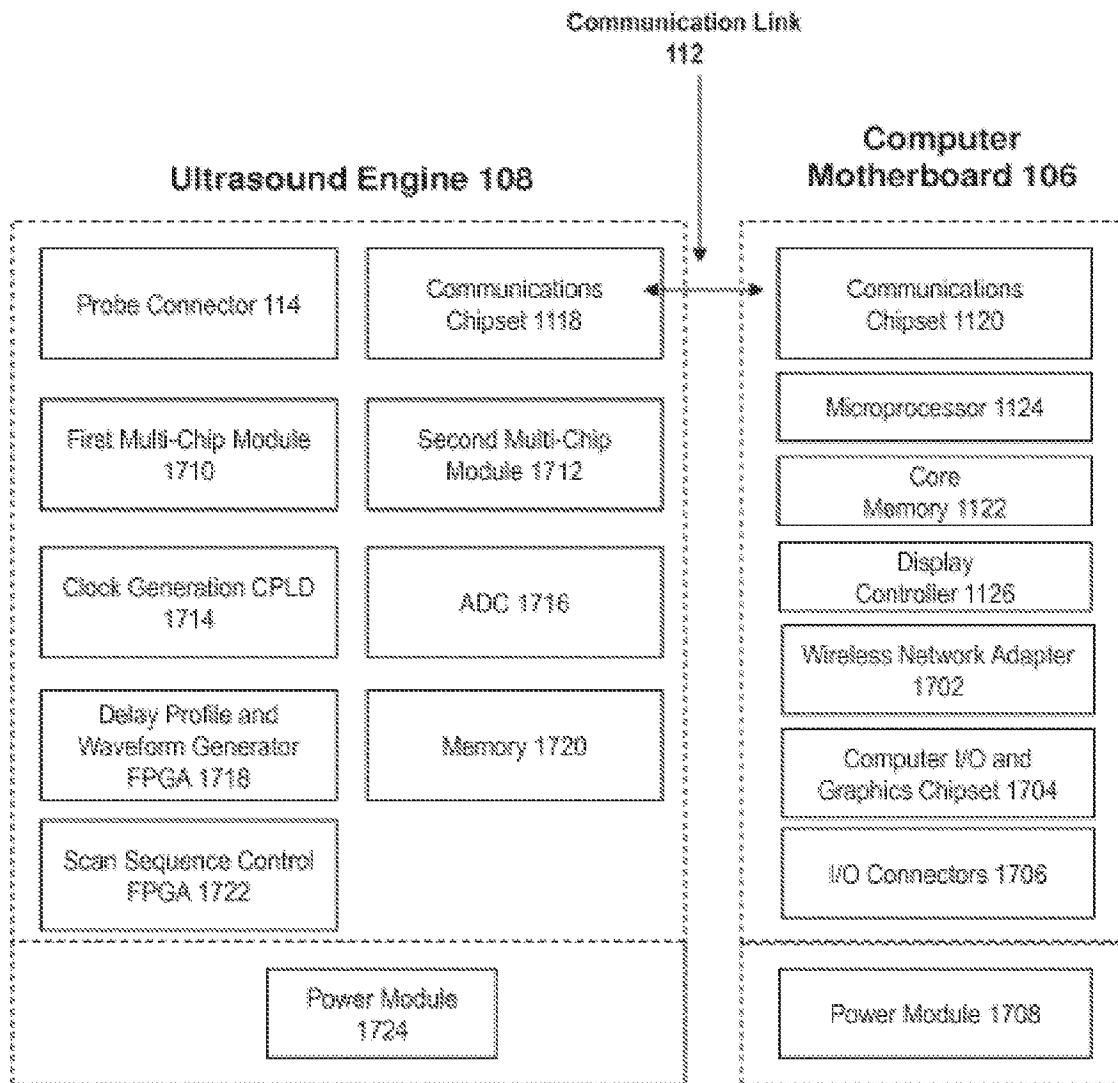 Communication Link
112
Ultrasound Engine 108
Computer
Motherboard 106
Probe Connector 114
Communications
Chipset 1118
First Multi-Chip Module
1710
Second Multi-Chip
Module 1712
Clock Generation CPLD
1714
ADC 1716
Delay Profile and
Waveform Generator
FPGA 1718
Memory 1720
Scan Sequence Control
FPGA 1722
Power Module
1724
Communications
Chipset 1120
Microprocessor 1124
Core
Memory 1122
Display
Controller 1126
Wireless Network Adapter
1702
Computer I/O and
Graphics Chipset 1704
I/O Connectors 1706
Power Module 1708